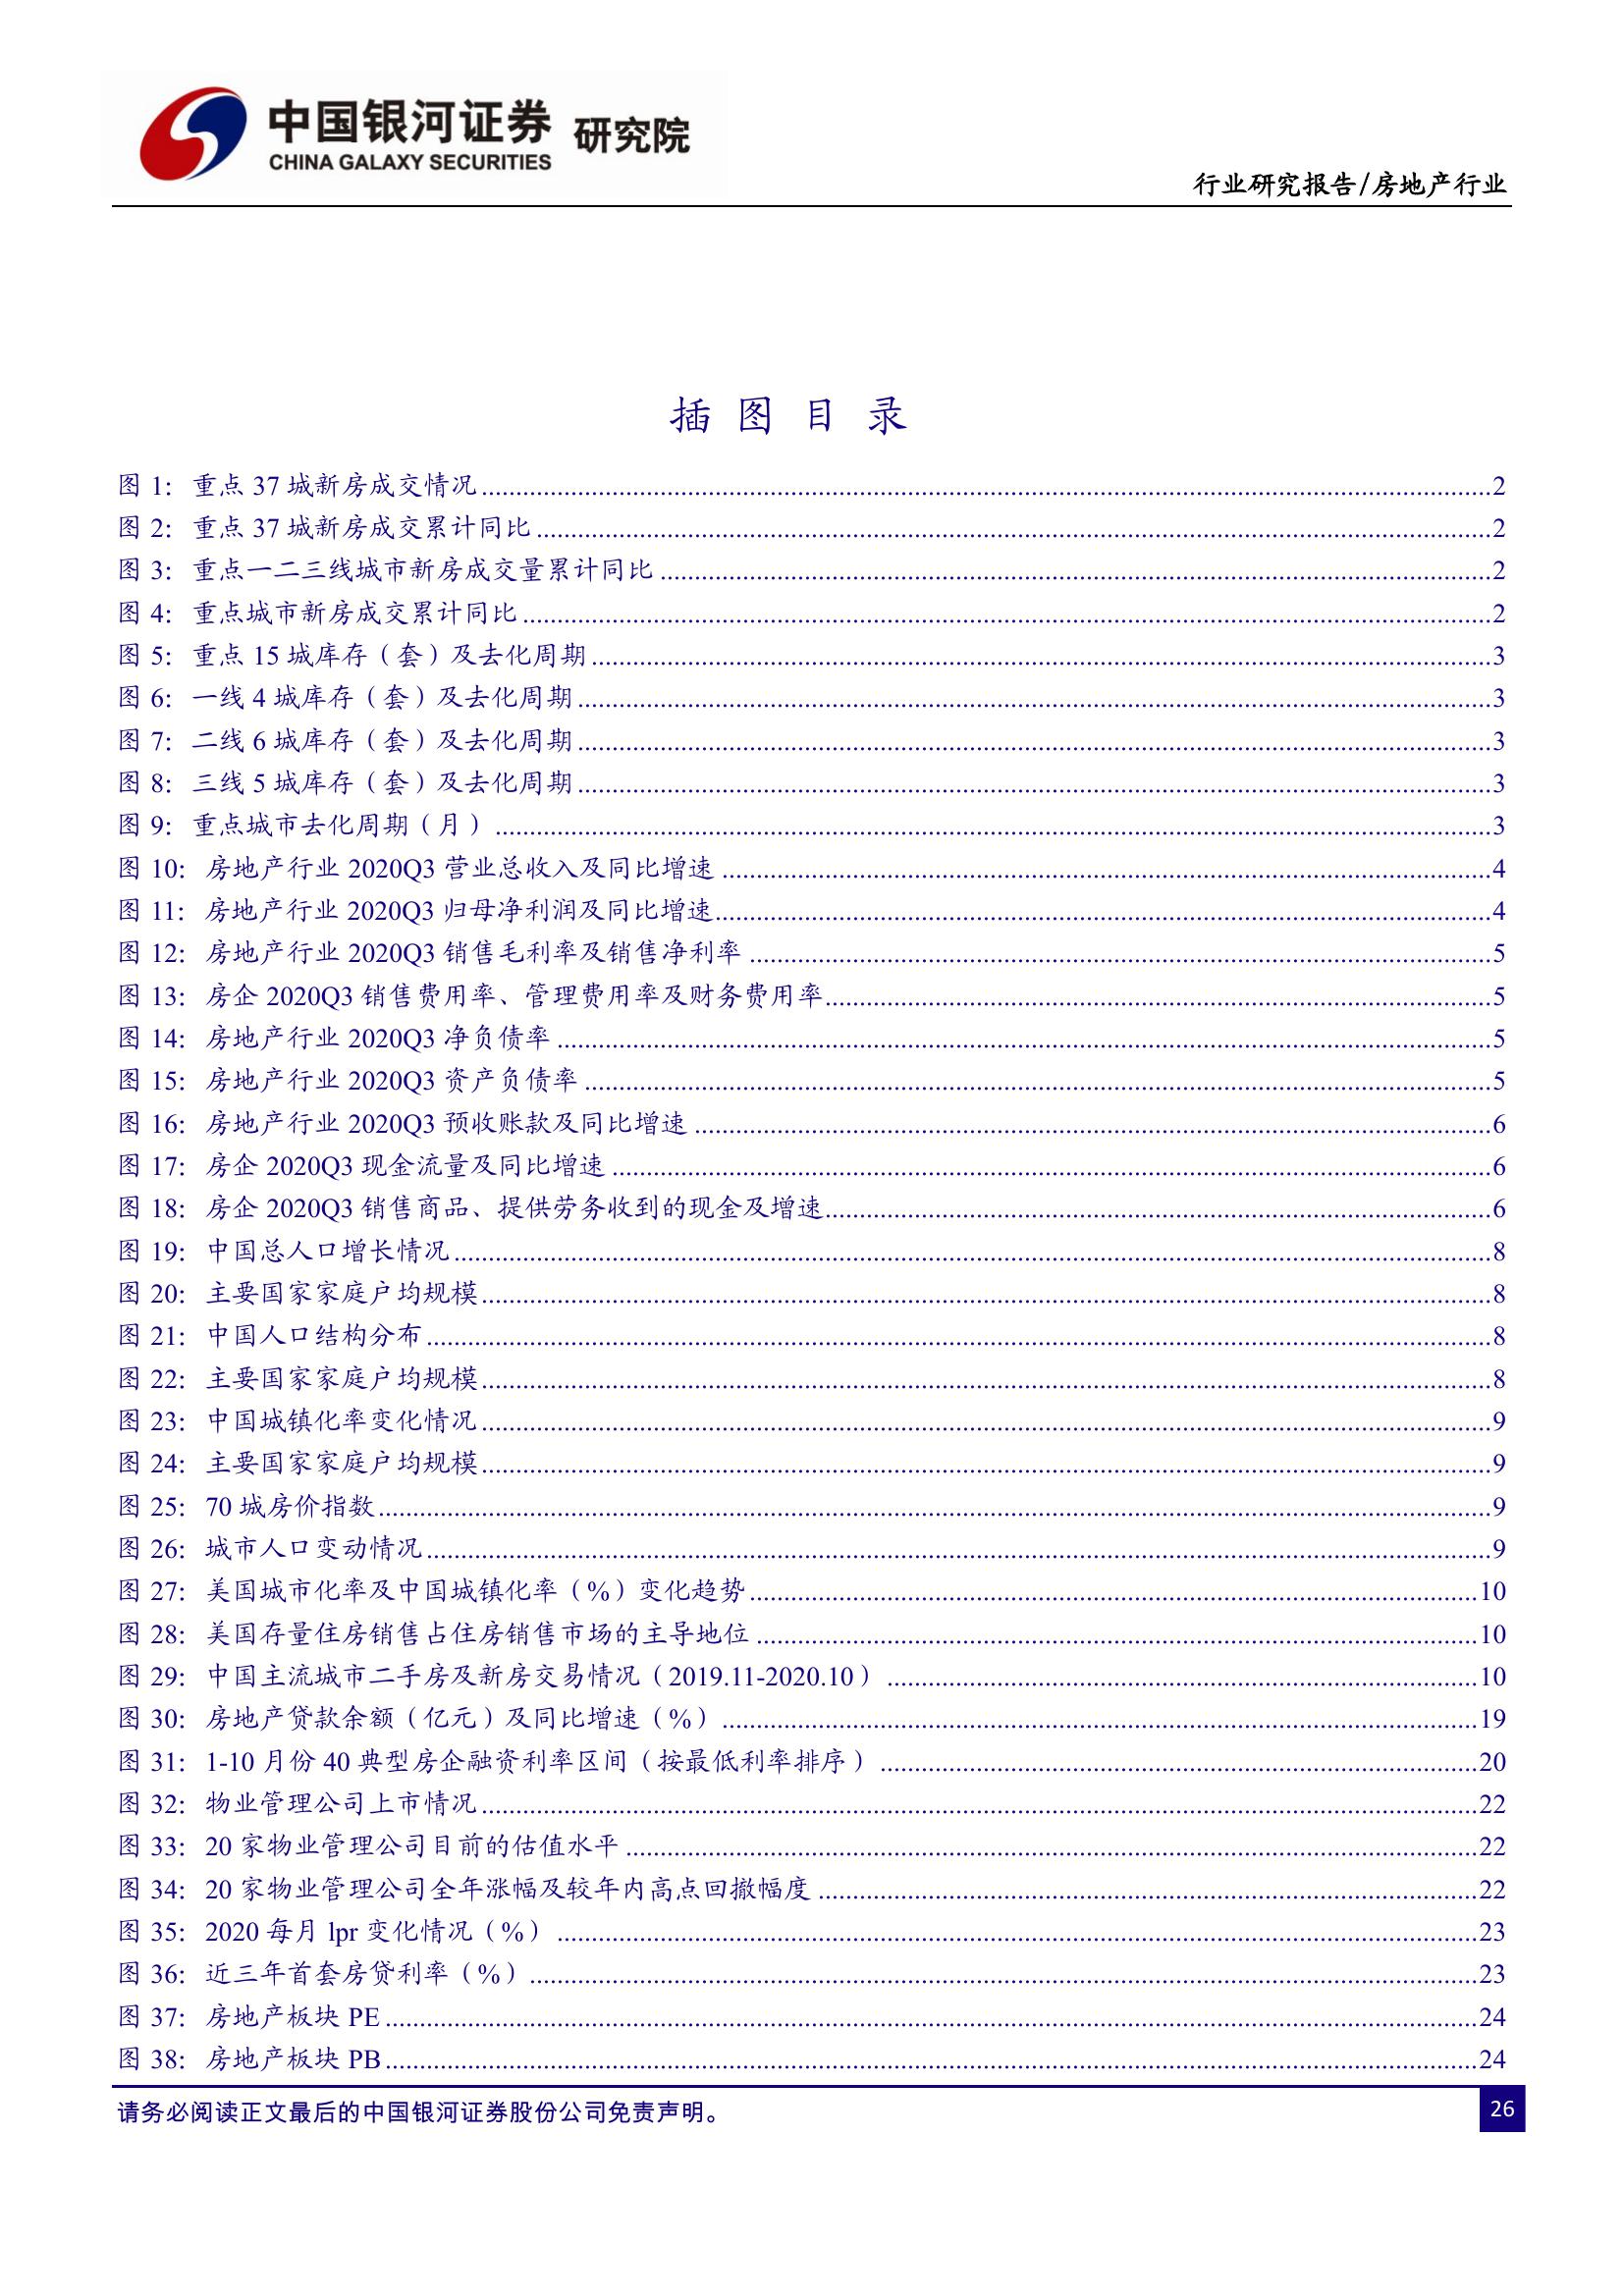 中国银河证券 研究院
CHINA GALAXY SECURITIES
行业研究报告/房地产行业
插 图 目 录
图 1: 重点 37 城新房成交情况 2
图 2: 重点 37 城新房成交累计同比 2
图 3: 重点一二三线城市新房成交量累计同比 2
图 4: 重点城市新房成交累计同比 2
图 5: 重点 15 城库存（套）及去化周期 3
图 6: 一线 4 城库存（套）及去化周期 3
图 7: 二线 6 城库存（套）及去化周期 3
图 8: 三线 5 城库存（套）及去化周期 3
图 9: 重点城市去化周期（月） 3
图 10: 房地产行业 2020Q3 营业总收入及同比增速 4
图 11: 房地产行业 2020Q3 归母净利润及同比增速 4
图 12: 房地产行业 2020Q3 销售毛利率及销售净利率 5
图 13: 房企 2020Q3 销售费用率、管理费用率及财务费用率 5
图 14: 房地产行业 2020Q3 净负债率 5
图 15: 房地产行业 2020Q3 资产负债率 5
图 16: 房地产行业 2020Q3 预收账款及同比增速 6
图 17: 房企 2020Q3 现金流量及同比增速 6
图 18: 房企 2020Q3 销售商品、提供劳务收到的现金及增速 6
图 19: 中国总人口增长情况 8
图 20: 主要国家家庭户均规模 8
图 21: 中国人口结构分布 8
图 22: 主要国家家庭户均规模 8
图 23: 中国城镇化率变化情况 9
图 24: 主要国家家庭户均规模 9
图 25: 70 城房价指数 9
图 26: 城市人口变动情况 9
图 27: 美国城市化率及中国城镇化率（%）变化趋势 10
图 28: 美国存量住房销售占住房销售市场的主导地位 10
图 29: 中国主流城市二手房及新房交易情况（2019.11-2020.10） 10
图 30: 房地产贷款余额（亿元）及同比增速（%） 19
图 31: 1-10 月份 40 典型房企融资利率区间（按最低利率排序） 20
图 32: 物业管理公司上市情况 22
图 33: 20 家物业管理公司目前的估值水平 22
图 34: 20 家物业管理公司全年涨幅及较年内高点回撤幅度 22
图 35: 2020 每月 lpr 变化情况（%） 23
图 36: 近三年首套房贷利率（%） 23
图 37: 房地产板块 PE 24
图 38: 房地产板块 PB 24
请务必阅读正文最后的中国银河证券股份公司免责声明。
26